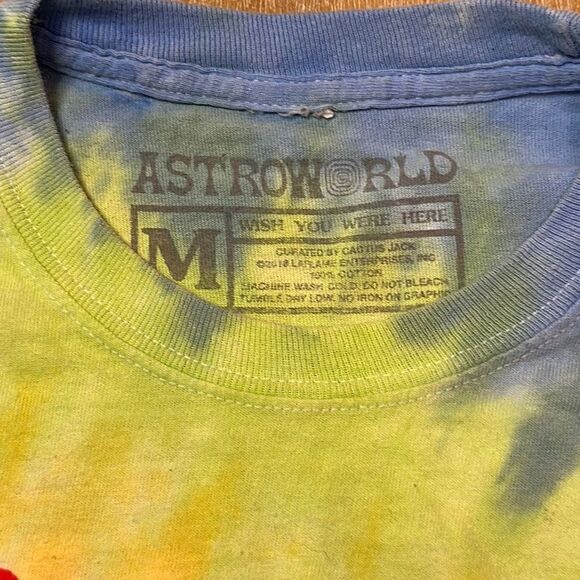 ASTROWORLD
M
WISH YOU WERE HERE
CURATED BY CACTUS JACK
©2018 LAFLAME ENTERPRISES, INC
100% COTTON
MACHINE WASH COLD. DO NOT BLEACH.
TUMBLE DRY LOW. NO IRON ON GRAPHIC